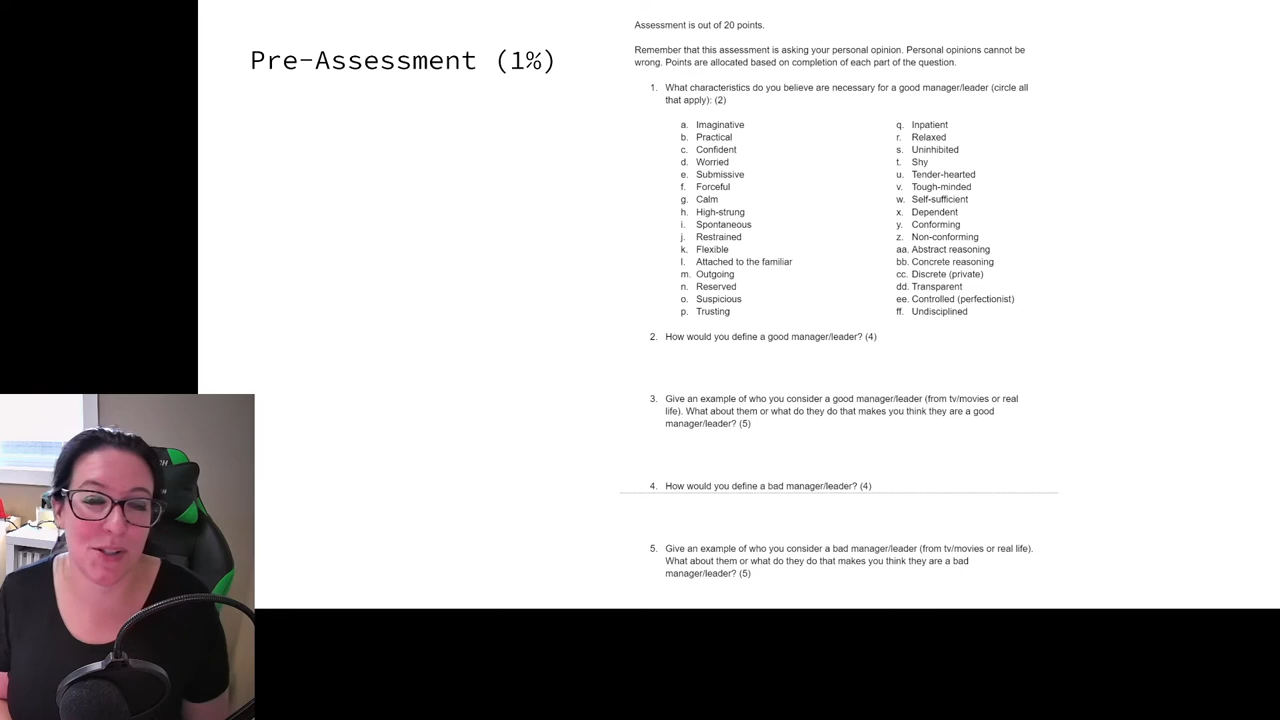 Pre-Assessment (1%)
Assessment is out of 20 points.
Remember that this assessment is asking your personal opinion. Personal opinions cannot be
wrong. Points are allocated based on completion of each part of the question.
1. What characteristics do you believe are necessary for a good manager/leader (circle all
that apply): (2)
a. Imaginative
b. Practical
c. Confident
d. Worried
e. Submissive
f. Forceful
g. Calm
h. High-strung
i. Spontaneous
j. Restrained
k. Flexible
l. Attached to the familiar
m. Outgoing
n. Reserved
o. Suspicious
p. Trusting
q. Inpatient
r. Relaxed
s. Uninhibited
t. Shy
u. Tender-hearted
v. Tough-minded
w. Self-sufficient
x. Dependent
y. Conforming
z. Non-conforming
aa. Abstract reasoning
bb. Concrete reasoning
cc. Discrete (private)
dd. Transparent
ee. Controlled (perfectionist)
ff. Undisciplined
2. How would you define a good manager/leader? (4)
3. Give an example of who you consider a good manager/leader (from tv/movies or real
life). What about them or what do they do that makes you think they are a good
manager/leader? (5)
4. How would you define a bad manager/leader? (4)
5. Give an example of who you consider a bad manager/leader (from tv/movies or real life).
What about them or what do they do that makes you think they are a bad
manager/leader? (5)